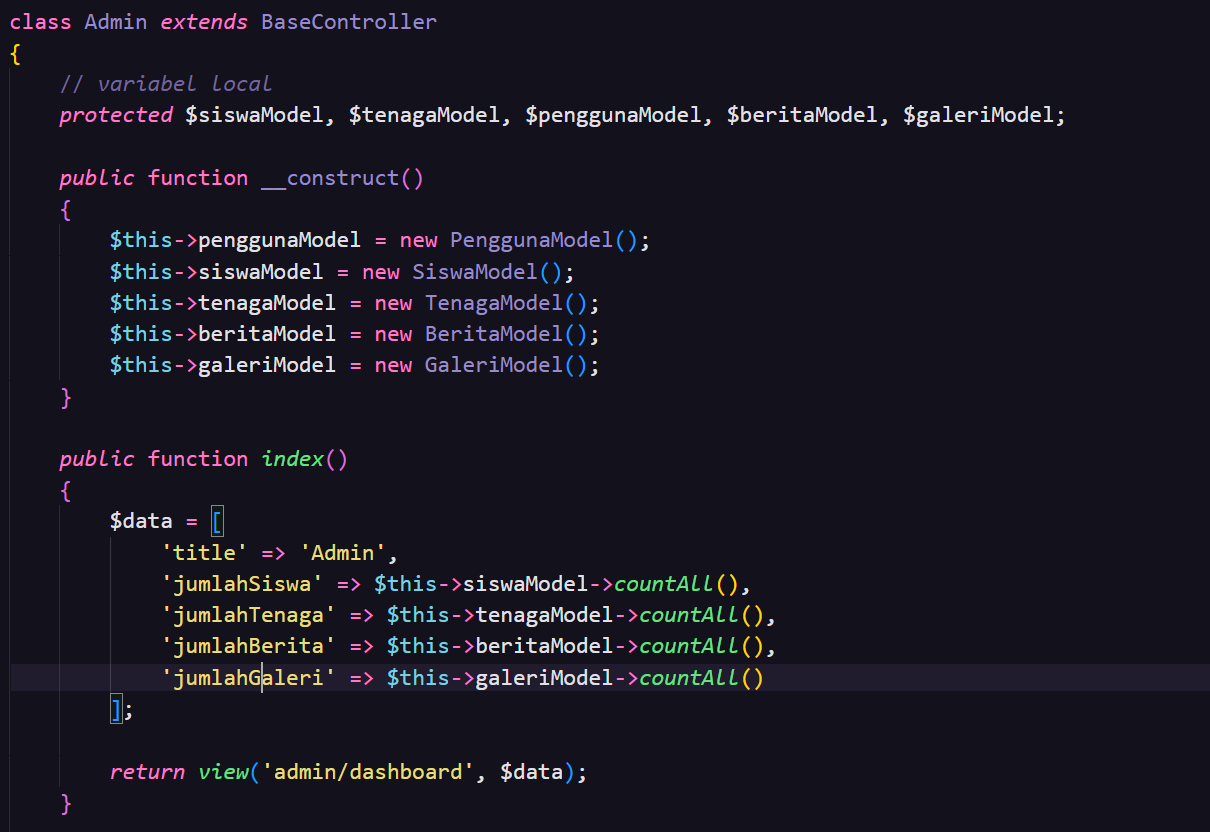 class Admin extends BaseController
{
    // variabel local
    protected $siswaModel, $tenagaModel, $penggunaModel, $beritaModel, $galeriModel;

    public function __construct()
    {
        $this->penggunaModel = new PenggunaModel();
        $this->siswaModel = new SiswaModel();
        $this->tenagaModel = new TenagaModel();
        $this->beritaModel = new BeritaModel();
        $this->galeriModel = new GaleriModel();
    }

    public function index()
    {
        $data = [
            'title' => 'Admin',
            'jumlahSiswa' => $this->siswaModel->countAll(),
            'jumlahTenaga' => $this->tenagaModel->countAll(),
            'jumlahBerita' => $this->beritaModel->countAll(),
            'jumlahGaleri' => $this->galeriModel->countAll()
        ];

        return view('admin/dashboard', $data);
    }